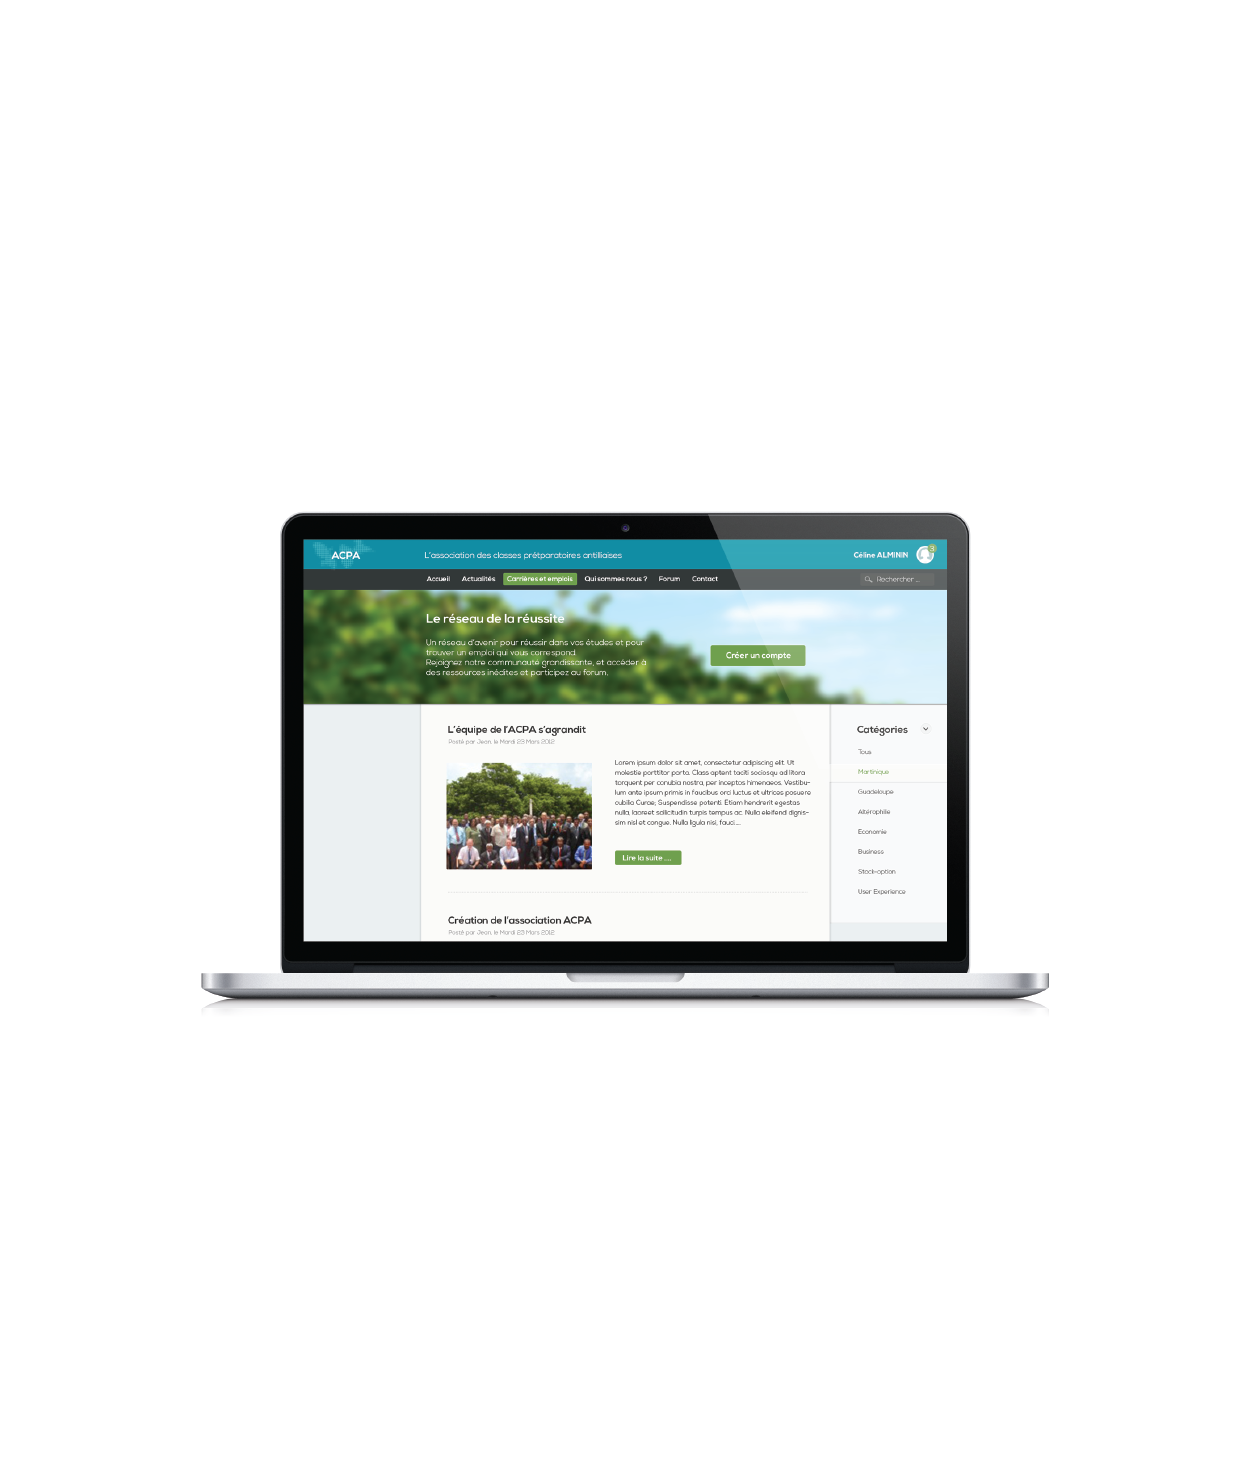 ACPA
L'association des classes prétparatoires antilliaises
Céline ALMININ
3
Accueil Actualités Carrières et emplois Qui sommes nous ? Forum Contact
Rechercher ...
Le réseau de la réussite
Un réseau d'avenir pour réussir dans vos études et pour
trouver un emploi qui vous correspond.
Rejoignez notre communauté grandissante, et accéder à
des ressources inédites et participez au forum.
Créer un compte
L'équipe de l'ACPA s'agrandit
Posté par Jean, le Mardi 23 Mars 2012
Lorem ipsum dolor sit amet, consectetur adipiscing elit. Ut
molestie porttitor porta. Class aptent taciti sociosqu ad litora
torquent per conubia nostra, per inceptos himenaeos. Vestibu-
lum ante ipsum primis in faucibus orci luctus et ultrices posuere
cubilia Curae; Suspendisse potenti. Etiam hendrerit egestas
nulla, laoreet sollicitudin turpis tempus ac. Nulla eleifend dignis-
sim nisl et congue. Nulla ligula nisi, fauci ...
Lire la suite ...
Création de l'association ACPA
Posté par Jean, le Mardi 23 Mars 2012
Catégories
Tous
Martinique
Guadeloupe
Altérophilie
Economie
Business
Stock-option
User Experience